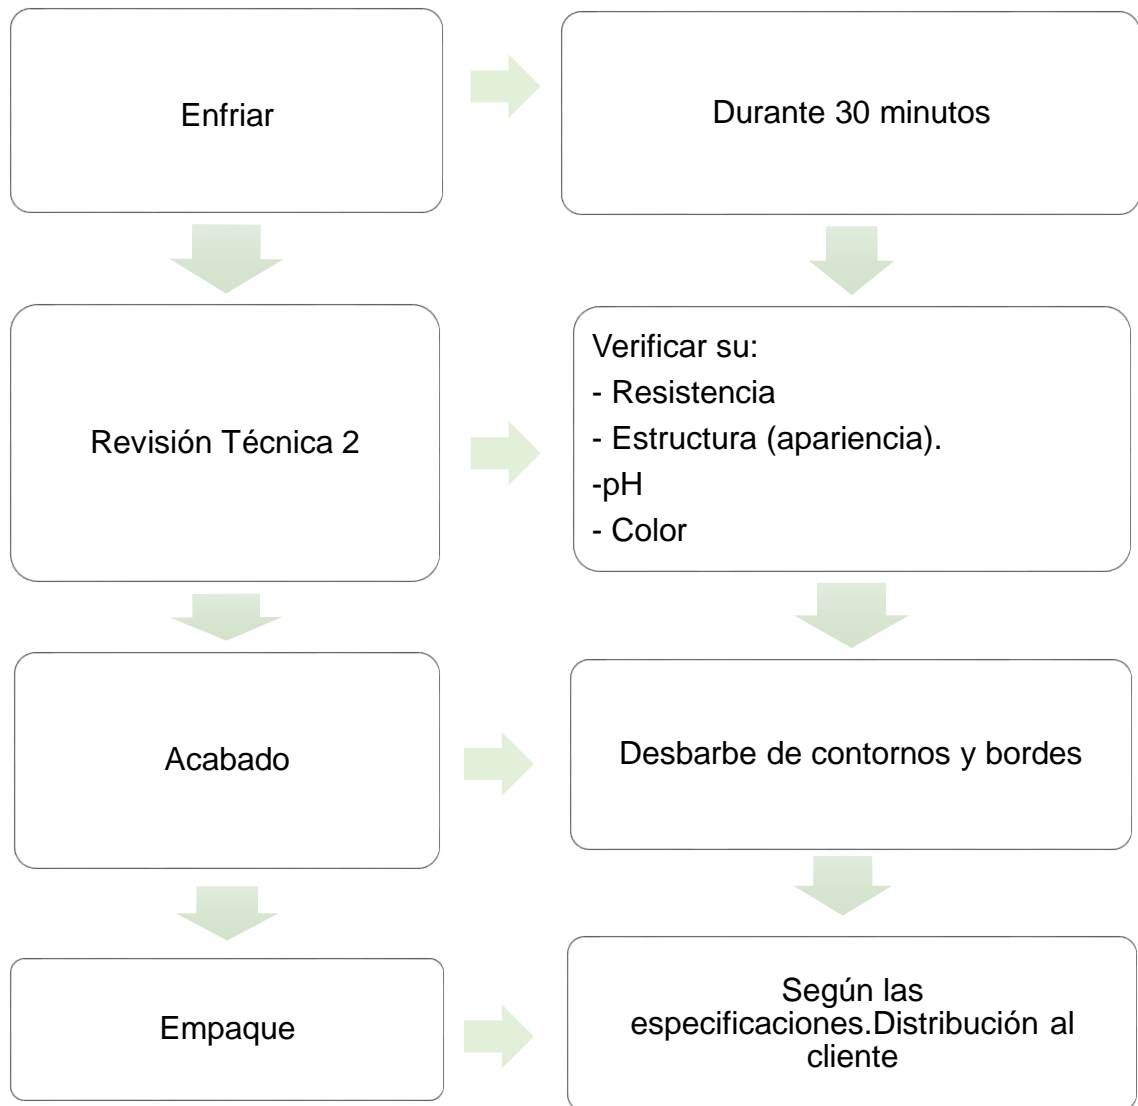 Enfriar
Durante 30 minutos
Revisión Técnica 2
Verificar su:
- Resistencia
- Estructura (apariencia).
-pH
- Color
Acabado
Desbarbe de contornos y bordes
Empaque
Según las
especificaciones.Distribución al
cliente